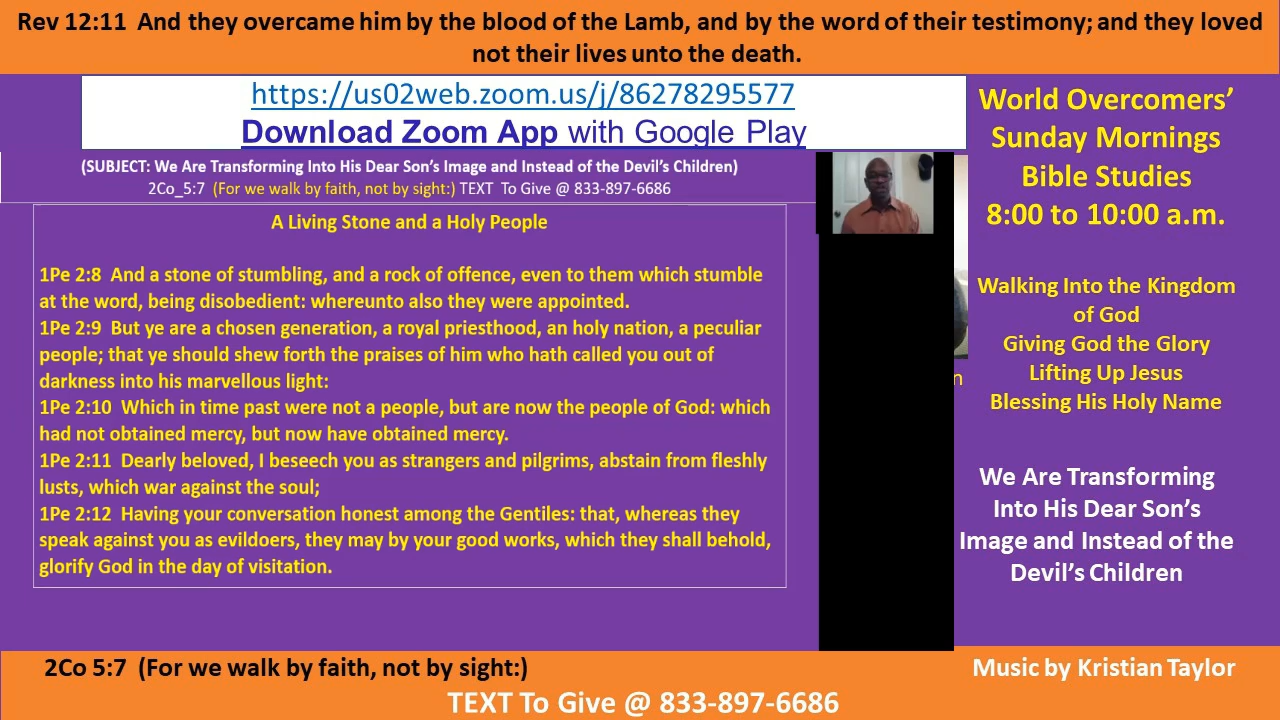 Rev 12:11  And they overcame him by the blood of the Lamb, and by the word of their testimony; and they loved
not their lives unto the death.
https://us02web.zoom.us/j/86278295577
Download Zoom App with Google Play
(SUBJECT: We Are Transforming Into His Dear Son’s Image and Instead of the Devil’s Children)
2Co_5:7  (For we walk by faith, not by sight:) TEXT  To Give @ 833-897-6686
A Living Stone and a Holy People
1Pe 2:8  And a stone of stumbling, and a rock of offence, even to them which stumble
at the word, being disobedient: whereunto also they were appointed.
1Pe 2:9  But ye are a chosen generation, a royal priesthood, an holy nation, a peculiar
people; that ye should shew forth the praises of him who hath called you out of
darkness into his marvellous light:
1Pe 2:10  Which in time past were not a people, but are now the people of God: which
had not obtained mercy, but now have obtained mercy.
1Pe 2:11  Dearly beloved, I beseech you as strangers and pilgrims, abstain from fleshly
lusts, which war against the soul;
1Pe 2:12  Having your conversation honest among the Gentiles: that, whereas they
speak against you as evildoers, they may by your good works, which they shall behold,
glorify God in the day of visitation.
n
World Overcomers’
Sunday Mornings
Bible Studies
8:00 to 10:00 a.m.
Walking Into the Kingdom
of God
Giving God the Glory
Lifting Up Jesus
Blessing His Holy Name
We Are Transforming
Into His Dear Son’s
Image and Instead of the
Devil’s Children
2Co 5:7  (For we walk by faith, not by sight:)
Music by Kristian Taylor
TEXT To Give @ 833-897-6686